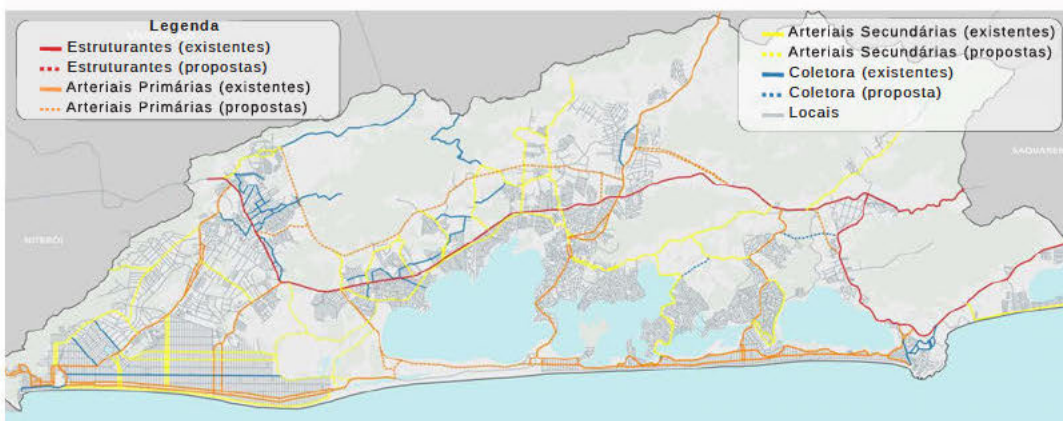 Legenda
Estruturantes (existentes)
Estruturantes (propostas)
Arteriais Primárias (existentes)
Arteriais Primárias (propostas)
Arteriais Secundárias (existentes)
Arteriais Secundárias (propostas)
Coletora (existentes)
Coletora (proposta)
Locais
NITERÓI